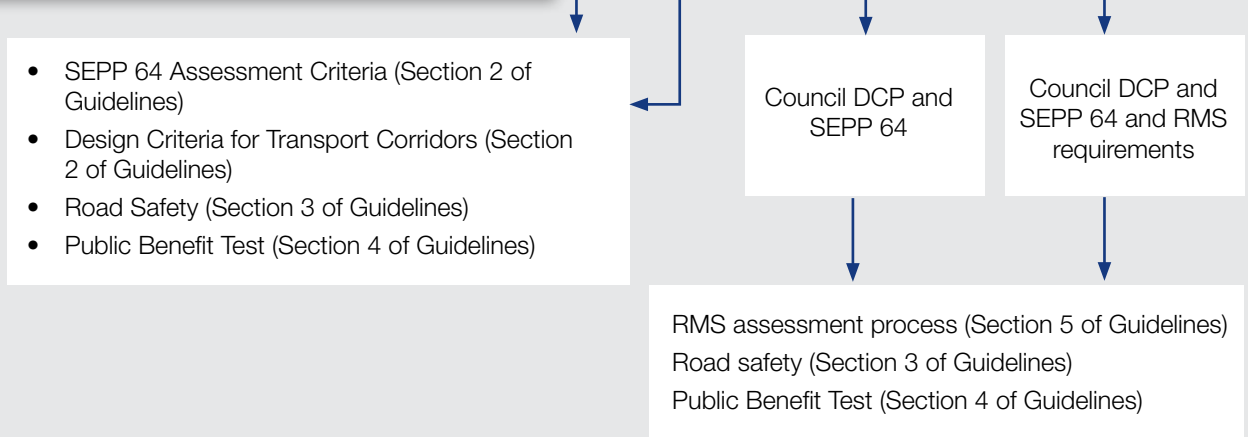 • SEPP 64 Assessment Criteria (Section 2 of
Guidelines)
• Design Criteria for Transport Corridors (Section
2 of Guidelines)
• Road Safety (Section 3 of Guidelines)
• Public Benefit Test (Section 4 of Guidelines)
Council DCP and
SEPP 64
Council DCP and
SEPP 64 and RMS
requirements
RMS assessment process (Section 5 of Guidelines)
Road safety (Section 3 of Guidelines)
Public Benefit Test (Section 4 of Guidelines)